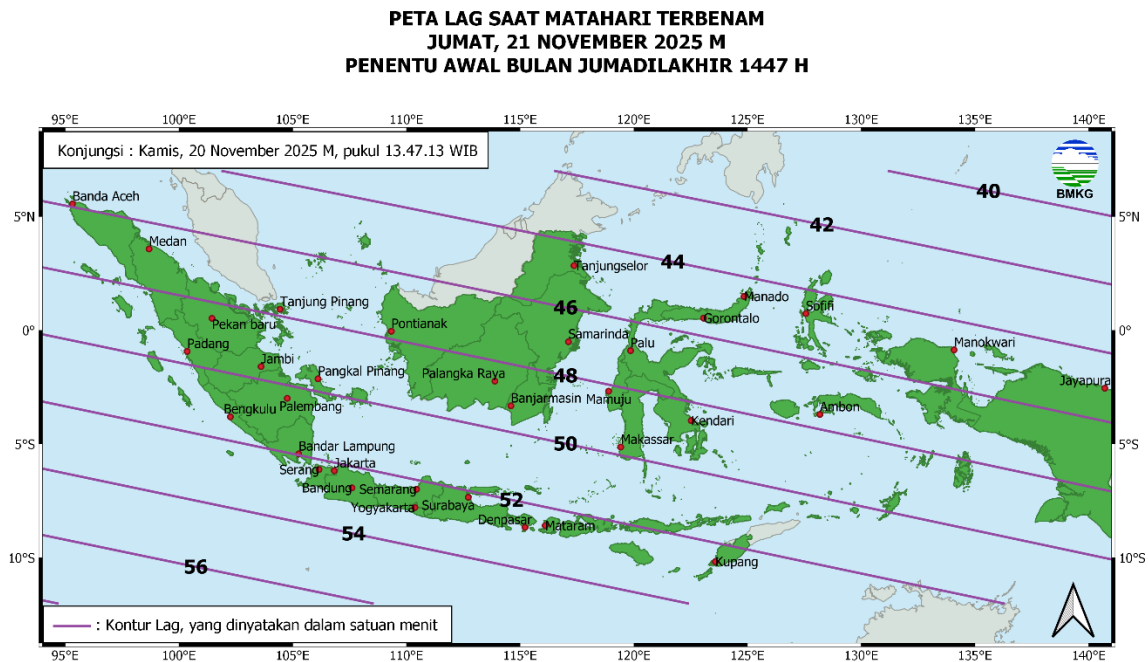 PETA LAG SAAT MATAHARI TERBENAM
JUMAT, 21 NOVEMBER 2025 M
PENENTU AWAL BULAN JUMADILAKHIR 1447 H
95°E 100°E 105°E 110°E 115°E 120°E 125°E 130°E 135°E 140°E
Konjungsi : Kamis, 20 November 2025 M, pukul 13.47.13 WIB
BMKG
40
Banda Aceh
5°N 5°N
42
Medan
44
Tanjungselor
Tanjung Pinang
46
Manado
Sofifi
Pekan baru
Pontianak
Gorontalo
0° 0°
Padang
Samarinda
Palu
Manokwari
Jambi
Pangkal Pinang
Palangka Raya
48
Jayapura
Bengkulu
Palembang
Banjarmasin
Mamuju
Ambon
Kendari
Bandar Lampung
50
Makassar
5°S 5°S
Serang
Jakarta
Bandung
Semarang
52
Yogyakarta
Surabaya
54
Denpasar
Mataram
10°S 10°S
56
Kupang
: Kontur Lag, yang dinyatakan dalam satuan menit
95°E 100°E 105°E 110°E 115°E 120°E 125°E 130°E 135°E 140°E